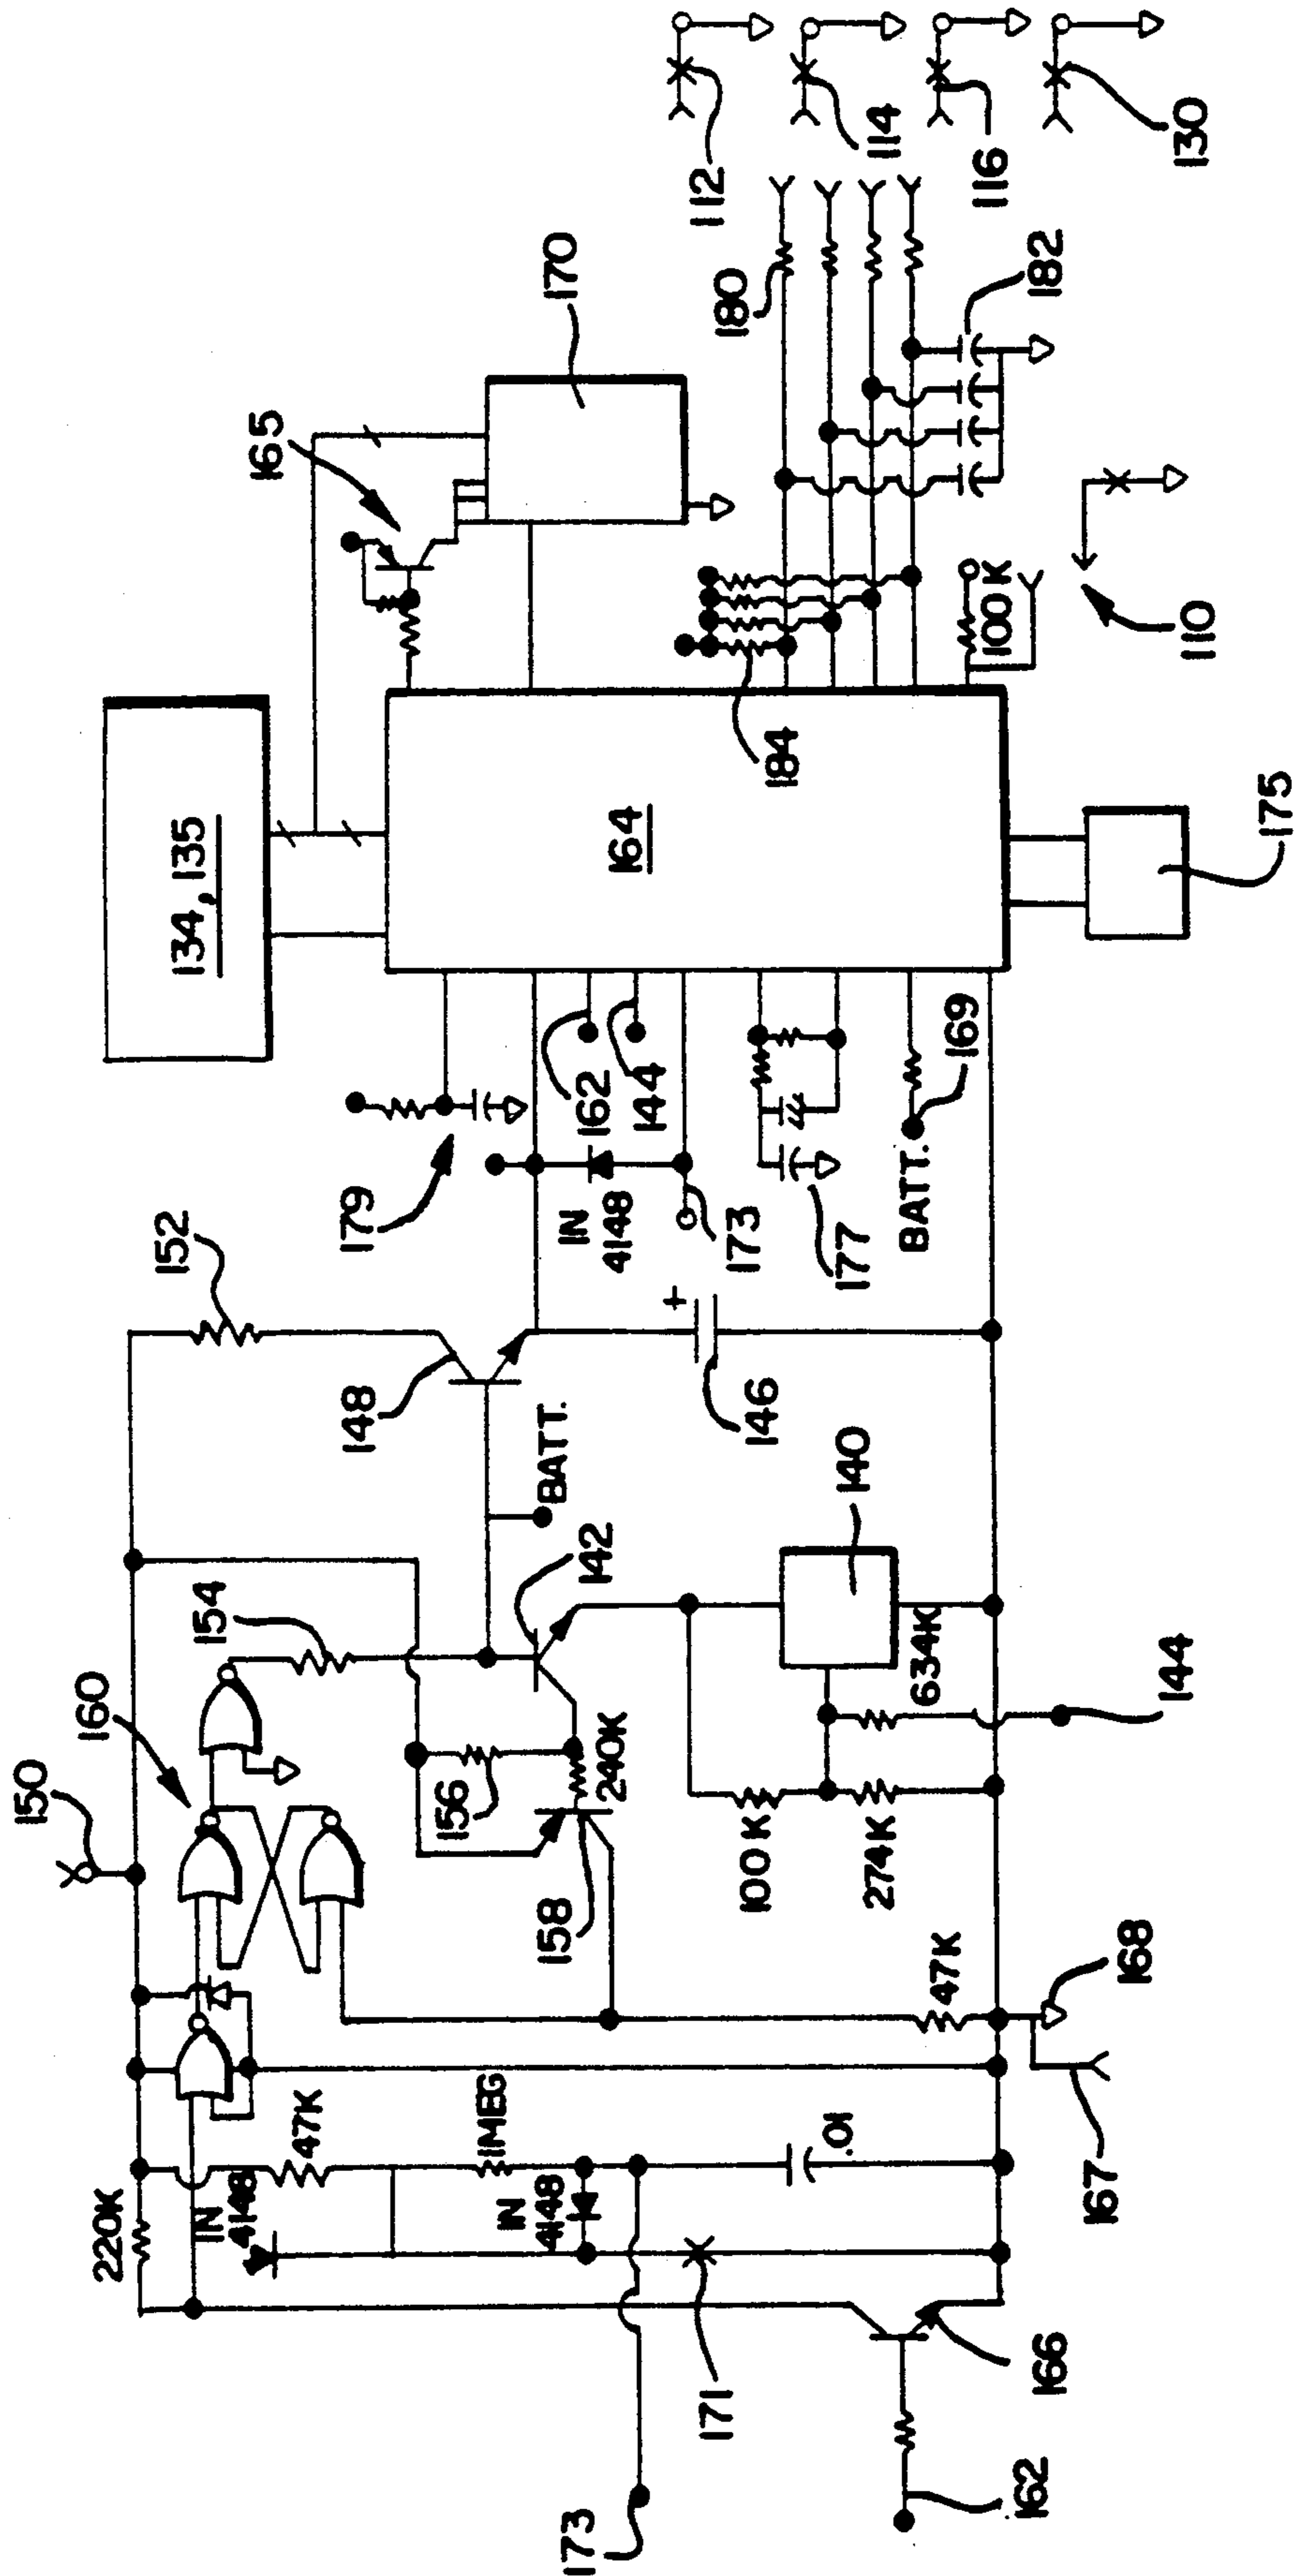 150
160
220K
152
134, 135
154
IN
4148
165
47K
179
148
156
1MEG
IN
4148
158
BATT.
IN
4148
170
173
142
240K
162
164
144
112
171
180
100K
146
173
184
.01
140
177
274K
114
634K
BATT.
47K
169
100K
116
162
166
182
167
168
144
110
130
175